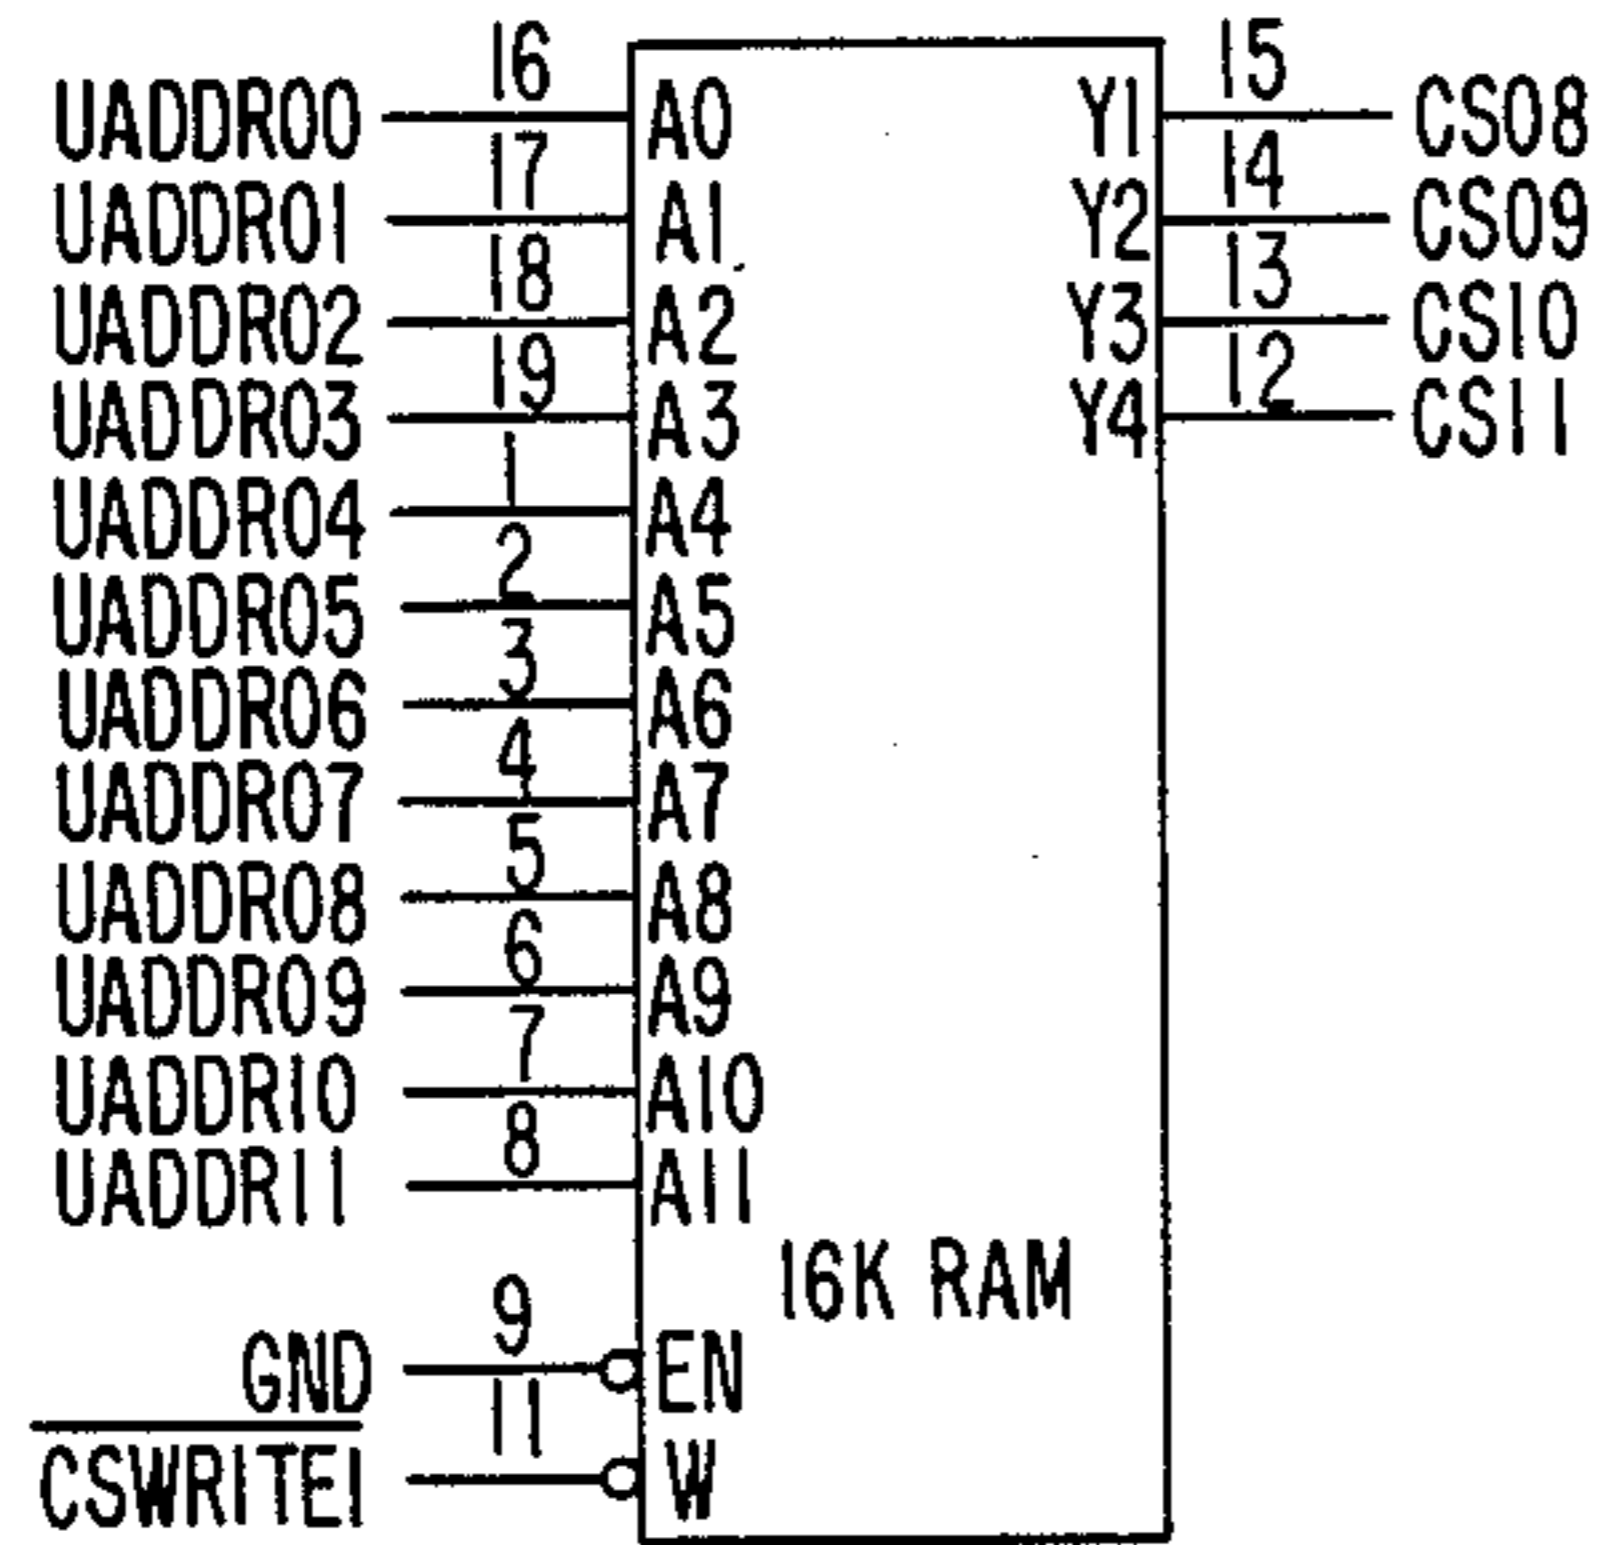 16 15
UADDR00 A0 Y1 CS08
17 14
UADDR01 A1 Y2 CS09
18 13
UADDR02 A2 Y3 CS10
19 12
UADDR03 A3 Y4 CS11
1
UADDR04 A4
2
UADDR05 A5
3
UADDR06 A6
4
UADDR07 A7
5
UADDR08 A8
6
UADDR09 A9
7
UADDR10 A10
8
UADDR11 A11
16K RAM
9
GND EN
11
CSWRITE1 W